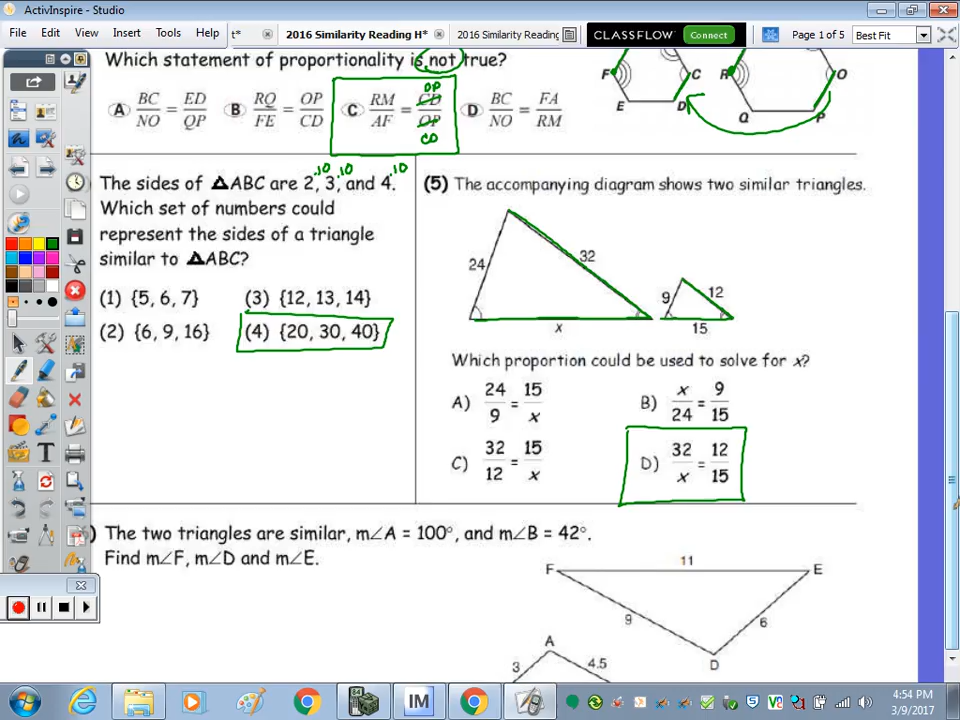 ActivInspire - Studio
File Edit View Insert Tools Help
t* 2016 Similarity Reading H* 2016 Similarity Reading
CLASSFLOW Connect
Page 1 of 5 Best Fit
Which statement of proportionality is not true?
A BC/NO = ED/QP B RQ/FE = OP/CD C RM/AF = CD/OP D BC/NO = FA/RM
OP
CD
F E D C R Q P O
The sides of △ABC are 2, 3, and 4.
·10 ·10 ·10
Which set of numbers could
represent the sides of a triangle
similar to △ABC?
(1) {5, 6, 7} (3) {12, 13, 14}
(2) {6, 9, 16} (4) {20, 30, 40}
(5) The accompanying diagram shows two similar triangles.
24 32 x
9 12 15
Which proportion could be used to solve for x?
A) 24/9 = 15/x B) x/24 = 9/15
C) 32/12 = 15/x D) 32/x = 12/15
) The two triangles are similar, m∠A = 100°, and m∠B = 42°.
Find m∠F, m∠D and m∠E.
F 11 E
9 6
D
A
3 4.5
IM
4:54 PM
3/9/2017